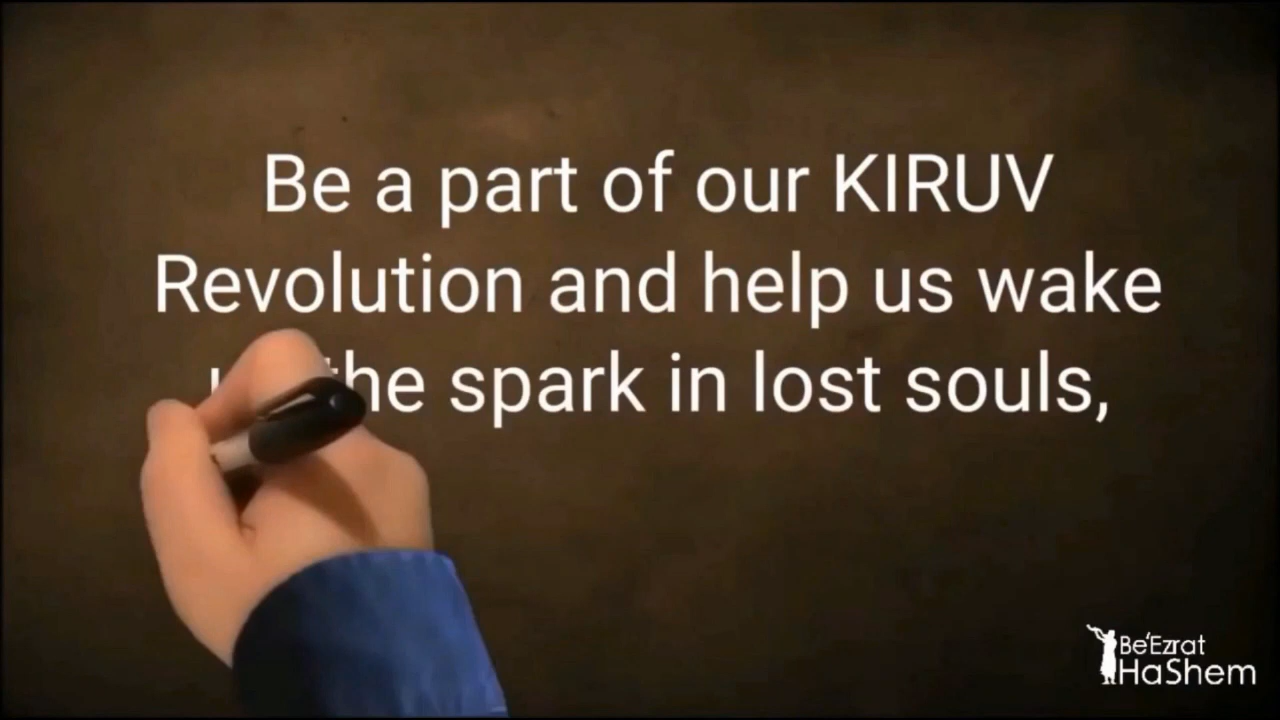 Be a part of our KIRUV
Revolution and help us wake
the spark in lost souls,
Be'Ezrat
HaShem